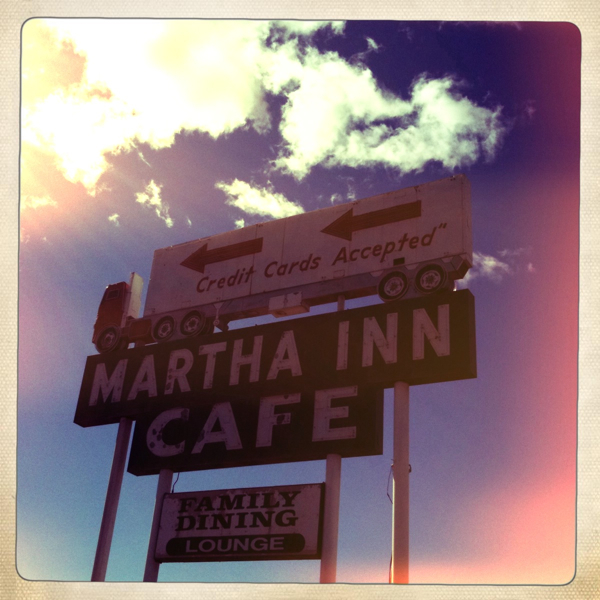 Credit Cards Accepted"
MARTHA INN
CAFE
FAMILY
DINING
LOUNGE